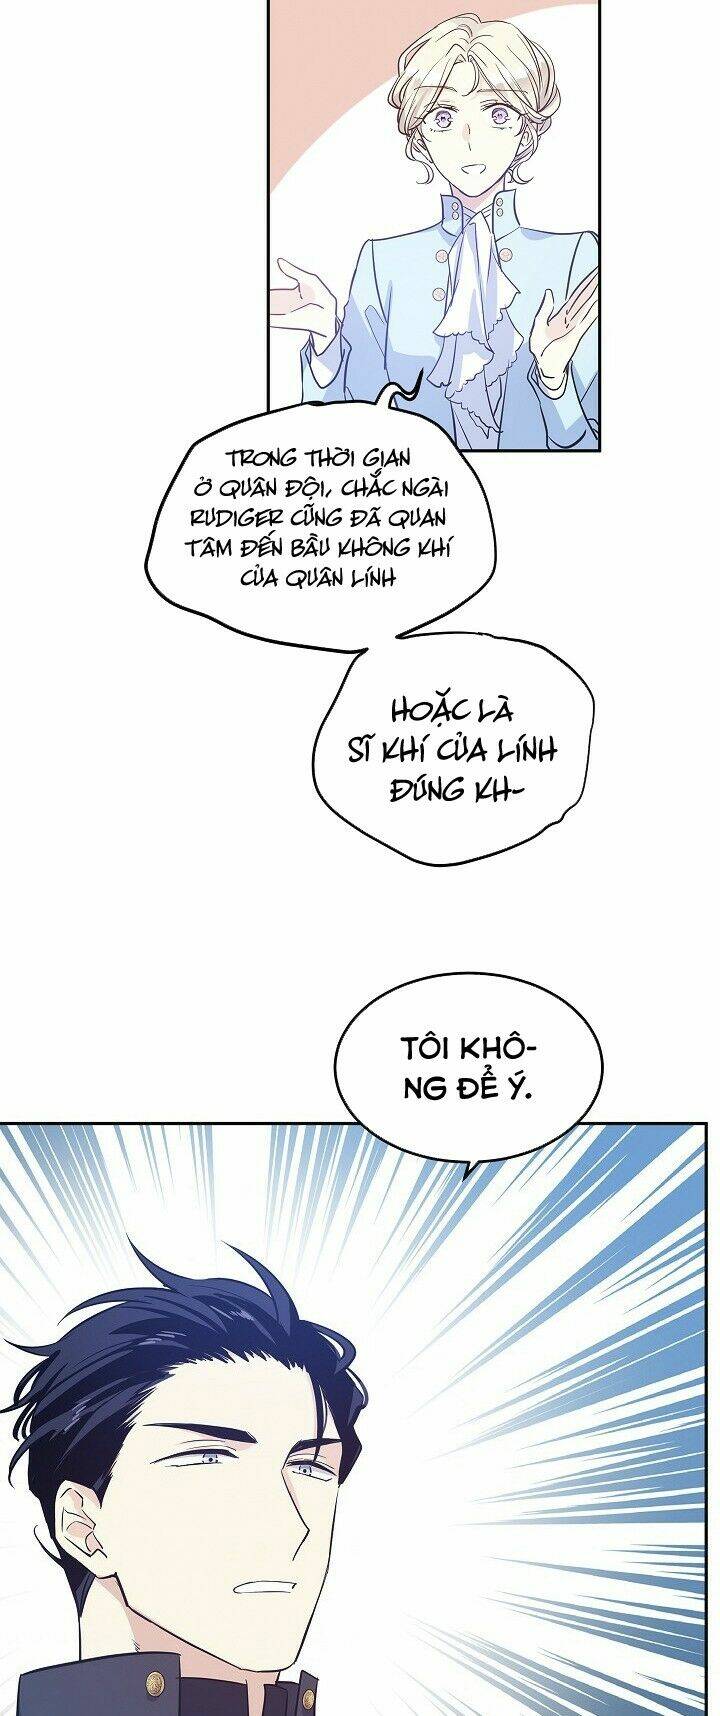 TRONG THỜI GIAN
Ở QUÂN ĐỘI, CHẮC NGÀI
RUDIGER CŨNG ĐÃ QUAN
TÂM ĐẾN BẦU KHÔNG KHÍ
CỦA QUÂN LÍNH
HOẶC LÀ
SĨ KHÍ CỦA LÍNH
ĐÚNG KH-
TÔI KHÔ-
NG ĐỂ Ý.